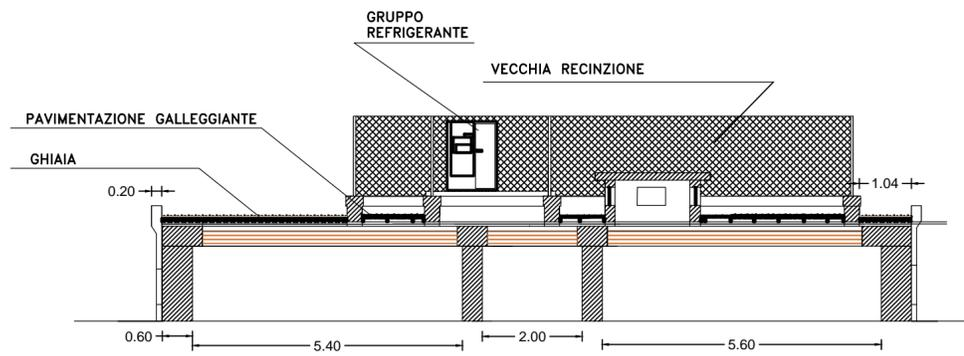 GRUPPO
REFRIGERANTE
VECCHIA RECINZIONE
PAVIMENTAZIONE GALLEGGIANTE
GHIAIA
0.20
1.04
0.60
5.40
2.00
5.60